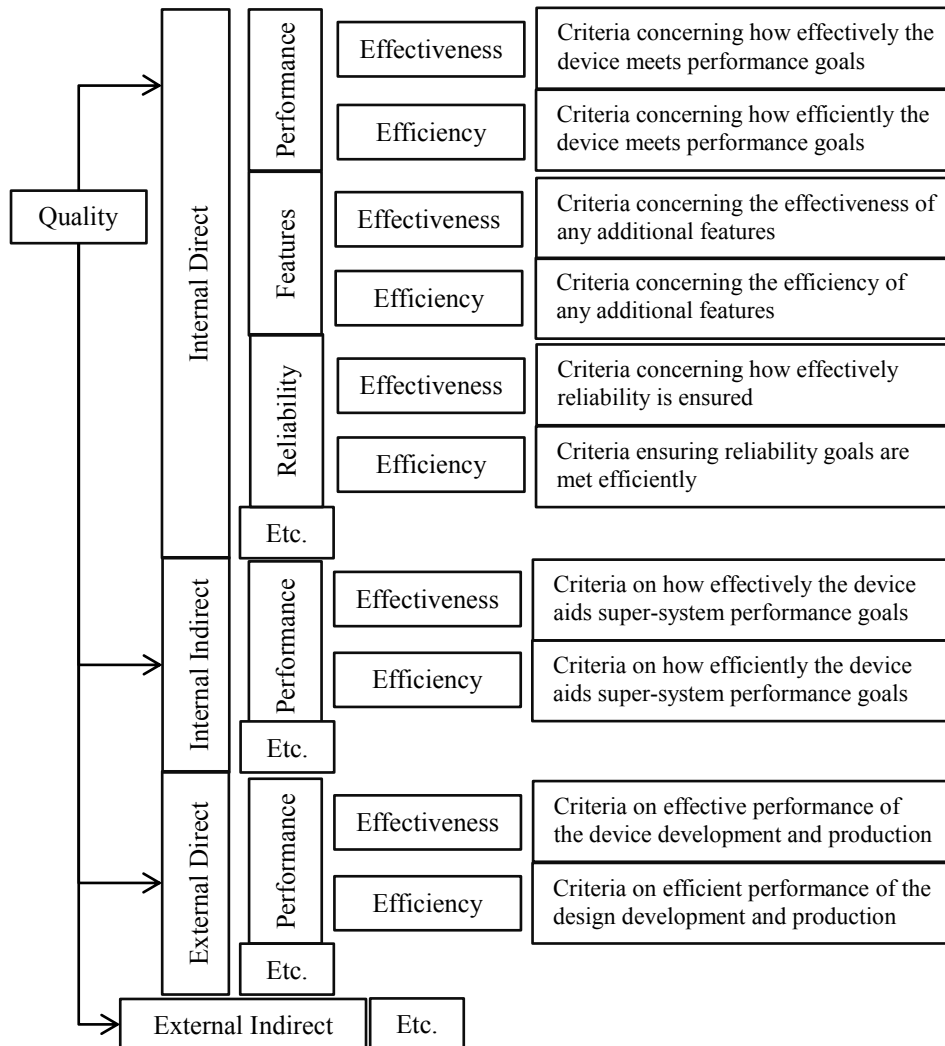 Quality
Internal Direct
Performance
Effectiveness
Criteria concerning how effectively the
device meets performance goals
Efficiency
Criteria concerning how efficiently the
device meets performance goals
Features
Effectiveness
Criteria concerning the effectiveness of
any additional features
Efficiency
Criteria concerning the efficiency of
any additional features
Reliability
Effectiveness
Criteria concerning how effectively
reliability is ensured
Efficiency
Criteria ensuring reliability goals are
met efficiently
Etc.
Internal Indirect
Performance
Effectiveness
Criteria on how effectively the device
aids super-system performance goals
Efficiency
Criteria on how efficiently the device
aids super-system performance goals
Etc.
External Direct
Performance
Effectiveness
Criteria on effective performance of
the device development and production
Efficiency
Criteria on efficient performance of the
design development and production
Etc.
External Indirect
Etc.